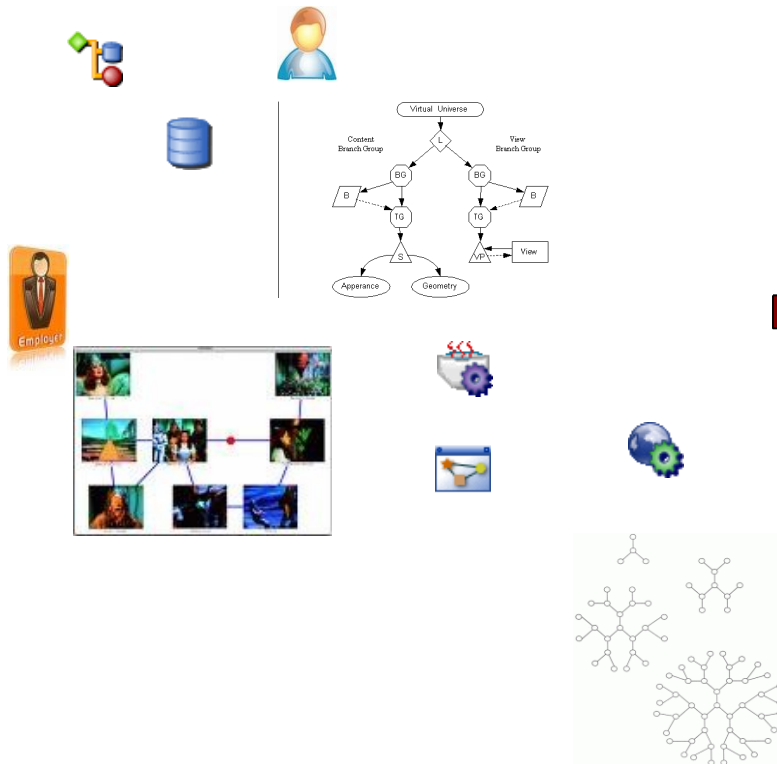 Virtual Universe
Content
Branch Group
L
View
Branch Group
BG
BG
B
B
TG
TG
S
VP
View
Apperance
Geometry
Employer